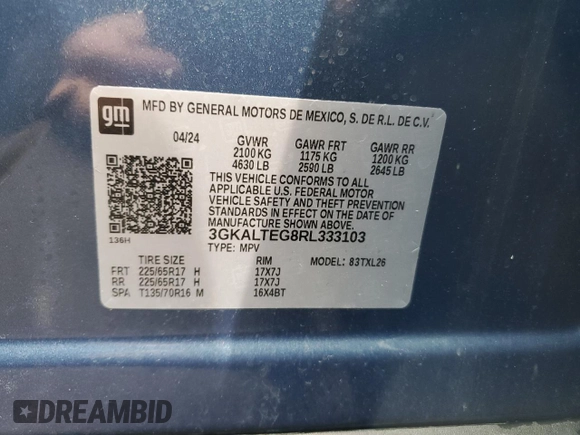 gm
MFD BY GENERAL MOTORS DE MEXICO, S. DE R.L. DE C.V.
04/24 GVWR GAWR FRT GAWR RR
2100 KG 1175 KG 1200 KG
4630 LB 2590 LB 2645 LB
THIS VEHICLE CONFORMS TO ALL
APPLICABLE U.S. FEDERAL MOTOR
VEHICLE SAFETY AND THEFT PREVENTION
STANDARDS IN EFFECT ON THE DATE OF
MANUFACTURE SHOWN ABOVE.
3GKALTEG8RL333103
136H TYPE: MPV
TIRE SIZE RIM MODEL: 83TXL26
FRT 225/65R17 H 17X7J
RR 225/65R17 H 17X7J
SPA T135/70R16 M 16X4BT
DREAMBID